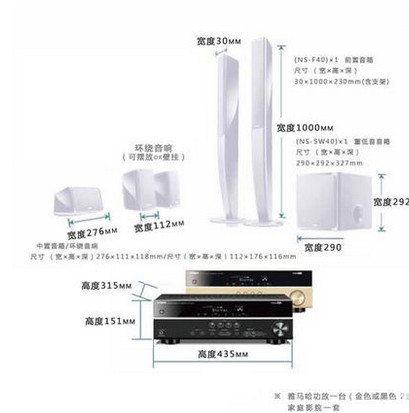 宽度30MM
(NS-F40)×1 前置音箱
尺寸 (宽×高×深)
30×1000×230mm(含支架)
宽度1000MM
(NS-SW40)×1 重低音音箱
尺寸 (宽×高×深)
290×292×327mm
环绕音响
(可摆放OR壁挂)
宽度292
宽度276MM
宽度112MM
宽度290
中置音箱/环绕音响
尺寸 (宽×高×深)276×111×118mm/尺寸 (宽×高×深)112×176×116mm
高度315MM
高度151MM
高度435MM
※ 雅马哈功放一台(金色或黑色
家庭影院一套